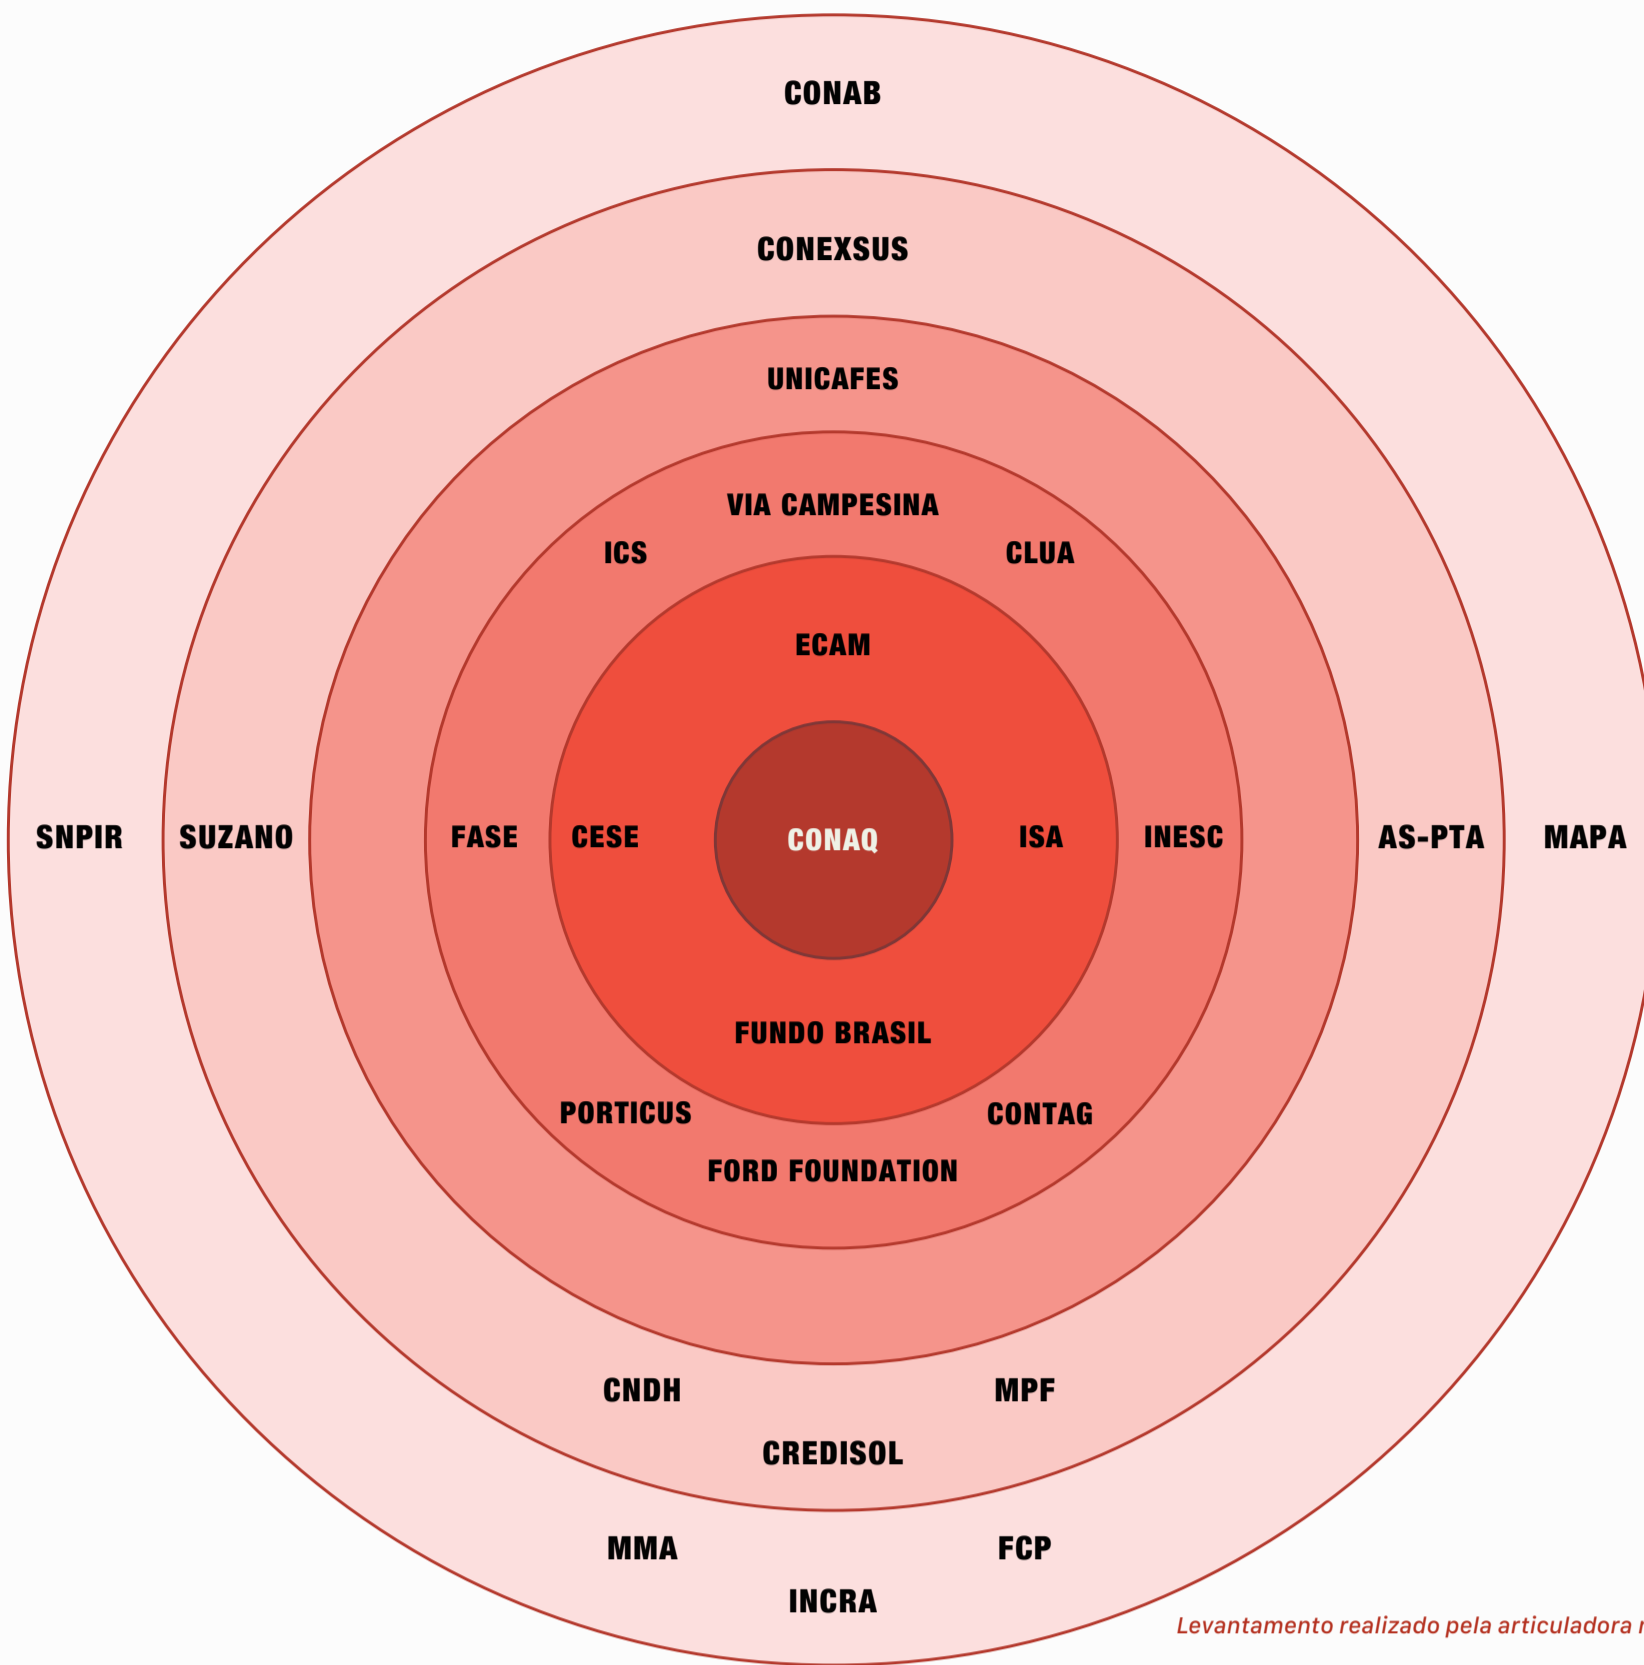 CONAB
CONEXSUS
UNICAFES
VIA CAMPESINA
ICS
CLUA
ECAM
SNPIR
SUZANO
FASE
CESE
CONAQ
ISA
INESC
AS-PTA
MAPA
FUNDO BRASIL
PORTICUS
CONTAG
FORD FOUNDATION
CNDH
MPF
CREDISOL
MMA
FCP
INCRA
Levantamento realizado pela articuladora